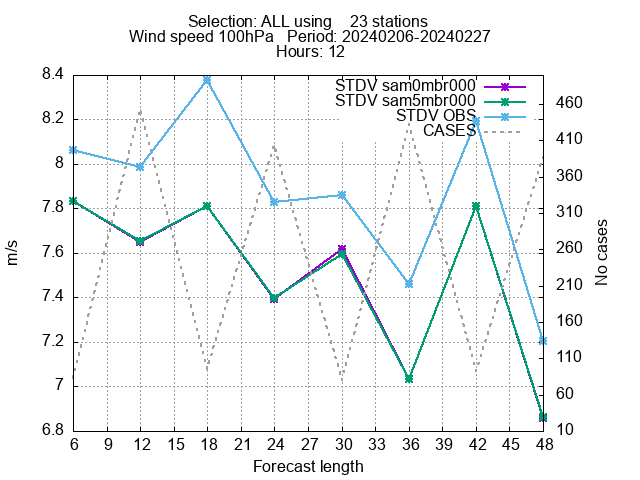 Selection: ALL using    23 stations
Wind speed 100hPa   Period: 20240206-20240227
Hours: 12
STDV sam0mbr000
STDV sam5mbr000
STDV OBS
CASES
8.4
8.2
8
7.8
7.6
7.4
7.2
7
6.8
m/s
460
410
360
310
260
210
160
110
60
10
No cases
6 9 12 15 18 21 24 27 30 33 36 39 42 45 48
Forecast length